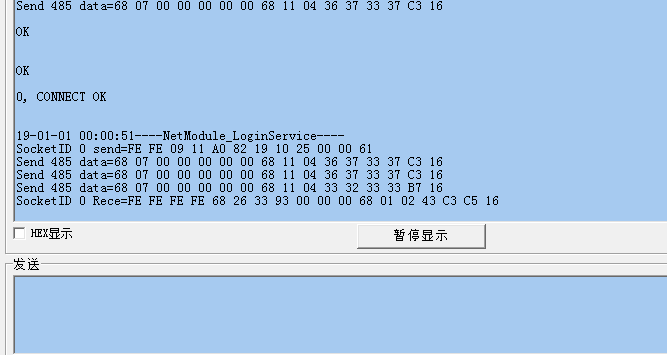 Send 485 data=68 07 00 00 00 00 00 68 11 04 36 37 33 37 C3 16
OK
OK
0, CONNECT OK
19-01-01 00:00:51----NetModule_LoginService----
SocketID 0 send=FE FE 09 11 A0 82 19 10 25 00 00 61
Send 485 data=68 07 00 00 00 00 00 68 11 04 36 37 33 37 C3 16
Send 485 data=68 07 00 00 00 00 00 68 11 04 36 37 33 37 C3 16
Send 485 data=68 07 00 00 00 00 00 68 11 04 33 32 33 33 B7 16
SocketID 0 Rece=FE FE FE FE 68 26 33 93 00 00 00 68 01 02 43 C3 C5 16
HEX显示
暂停显示
发送